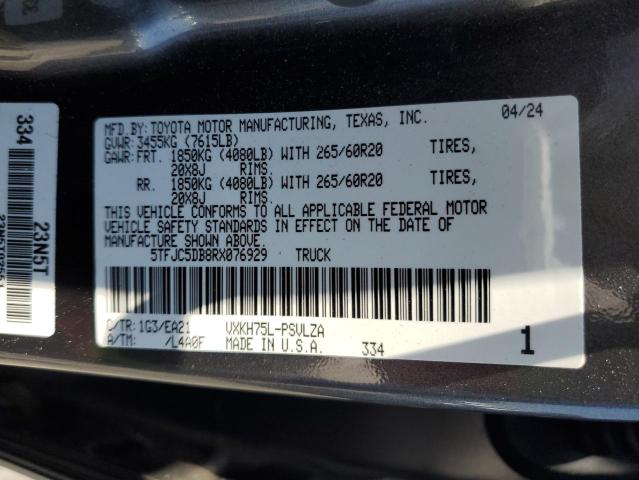 MFD.BY:TOYOTA MOTOR MANUFACTURING, TEXAS, INC. 04/24
GVWR:3455KG (7615LB)
GAWR:FRT. 1850KG (4080LB) WITH 265/60R20 TIRES,
20X8J RIMS.
RR. 1850KG (4080LB) WITH 265/60R20 TIRES,
20X8J RIMS.
THIS VEHICLE CONFORMS TO ALL APPLICABLE FEDERAL MOTOR
VEHICLE SAFETY STANDARDS IN EFFECT ON THE DATE OF
MANUFACTURE SHOWN ABOVE.
5TFJC5DB8RX076929 TRUCK
C/TR:1G3/EA21 VXKH75L-PSVLZA
A/TM: /L4A0F MADE IN U.S.A. 334 1
334
23N5T